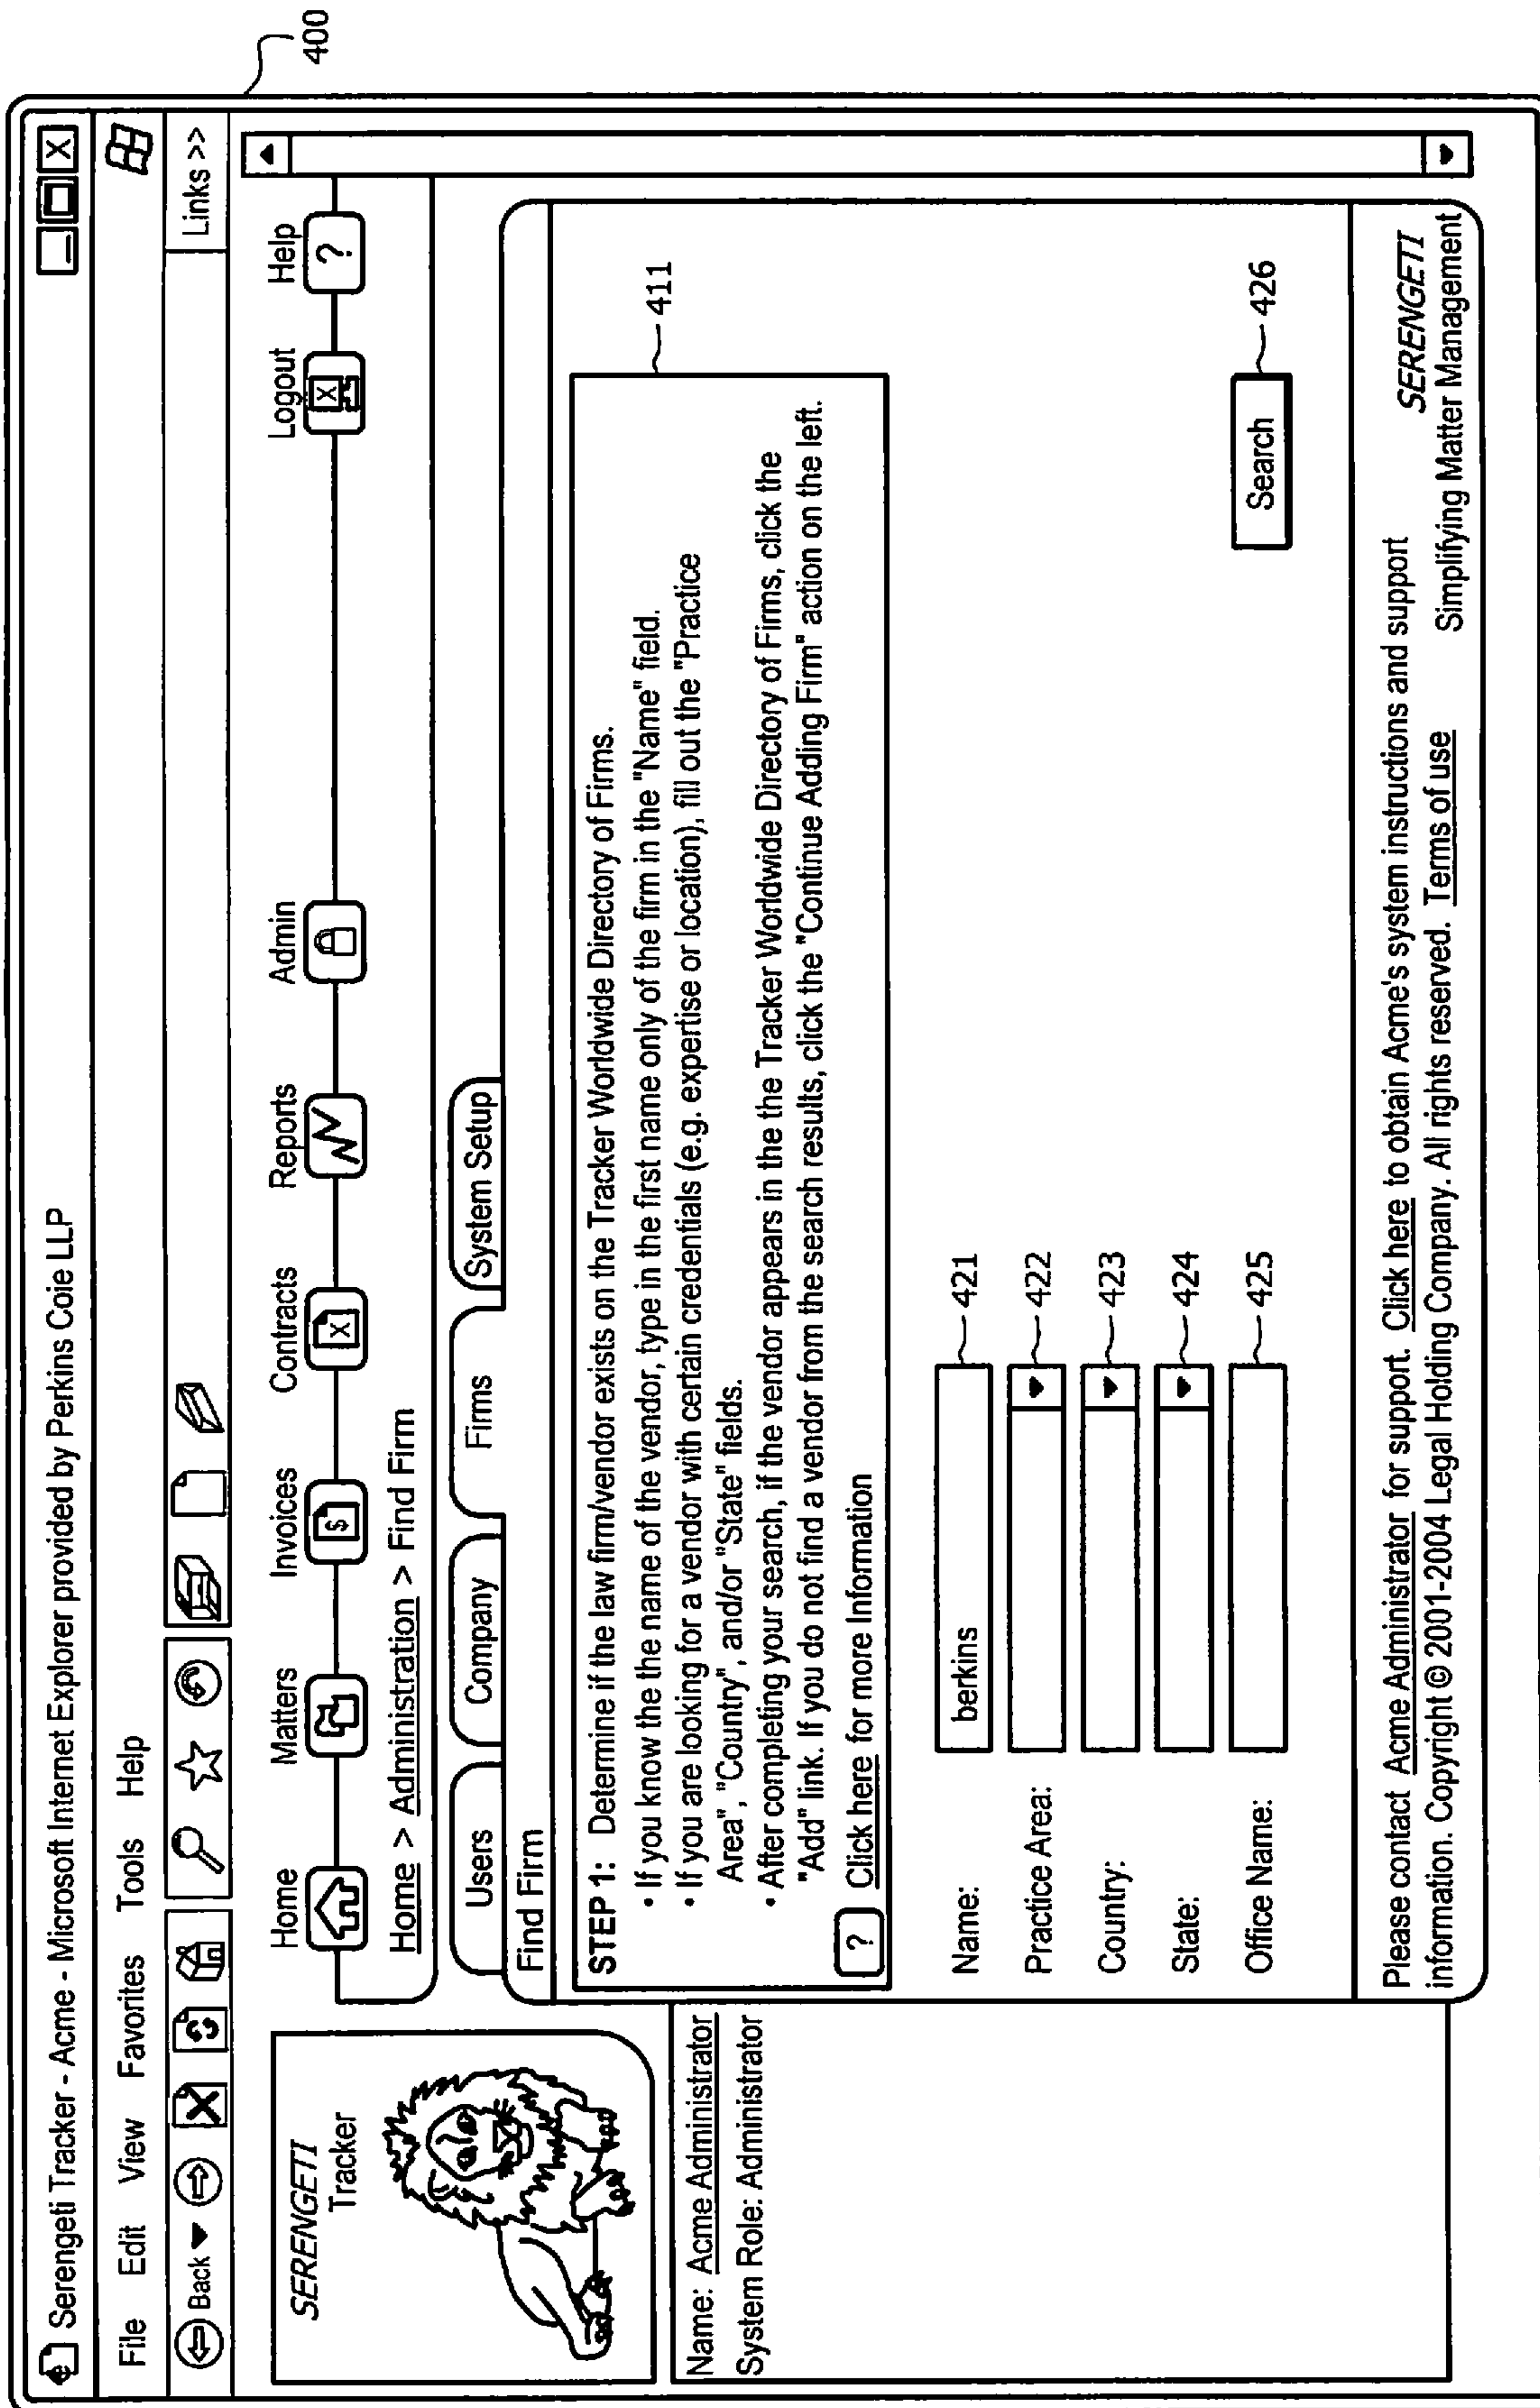 400
Serengeti Tracker - Acme - Microsoft Internet Explorer provided by Perkins Coie LLP
_ X
File Edit View Favorites Tools Help
Back
Links >>
SERENGETI
Tracker
Home Matters Invoices Contracts Reports Admin Logout Help
$ X X ?
Home > Administration > Find Firm
Users Company Firms System Setup
Find Firm
411
STEP 1: Determine if the law firm/vendor exists on the Tracker Worldwide Directory of Firms.
• If you know the name of the vendor, type in the first name only of the firm in the "Name" field.
• If you are looking for a vendor with certain credentials (e.g. expertise or location), fill out the "Practice
Area", "Country", and/or "State" fields.
• After completing your search, if the vendor appears in the the Tracker Worldwide Directory of Firms, click the
"Add" link. If you do not find a vendor from the search results, click the "Continue Adding Firm" action on the left.
? Click here for more Information
Name: Acme Administrator
System Role: Administrator
Name: berkins 421
Practice Area: 422
Country: 423
State: 424
Office Name: 425
Search 426
Please contact Acme Administrator for support. Click here to obtain Acme's system instructions and support
information. Copyright © 2001-2004 Legal Holding Company. All rights reserved. Terms of use
SERENGETI
Simplifying Matter Management